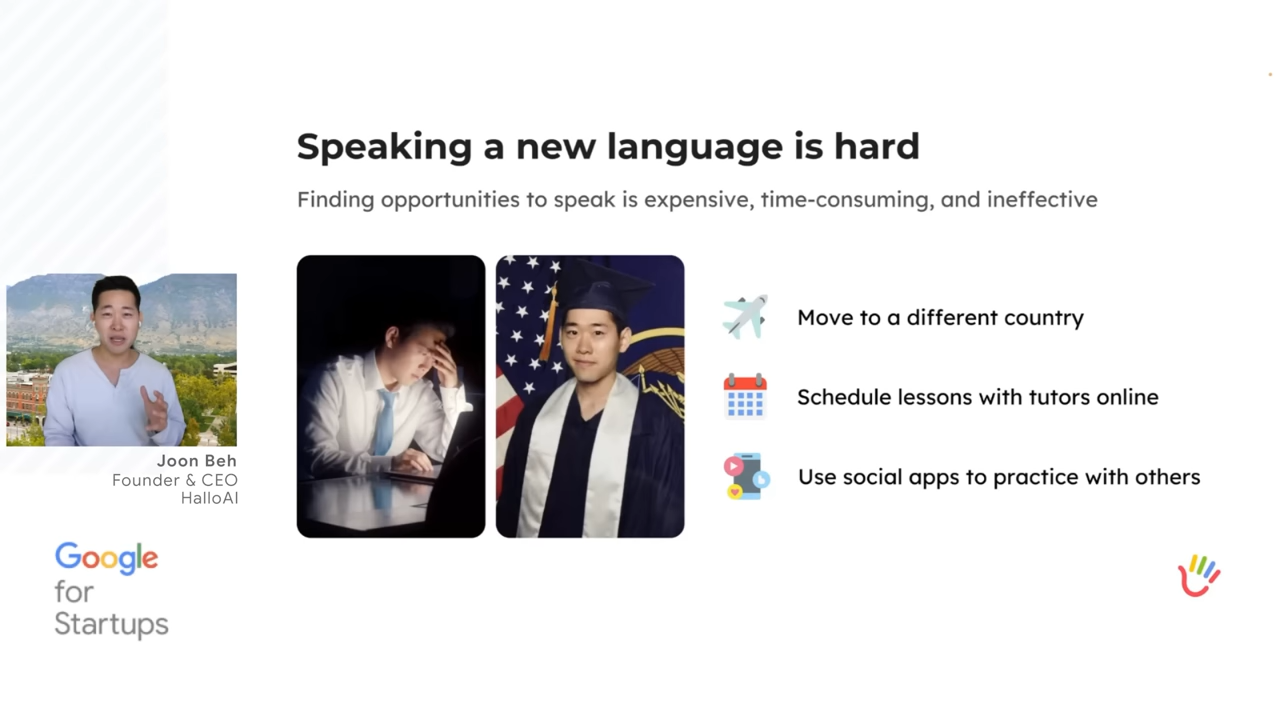 Speaking a new language is hard
Finding opportunities to speak is expensive, time-consuming, and ineffective
Move to a different country
Schedule lessons with tutors online
Use social apps to practice with others
Joon Beh
Founder & CEO
HalloAI
Google
for
Startups